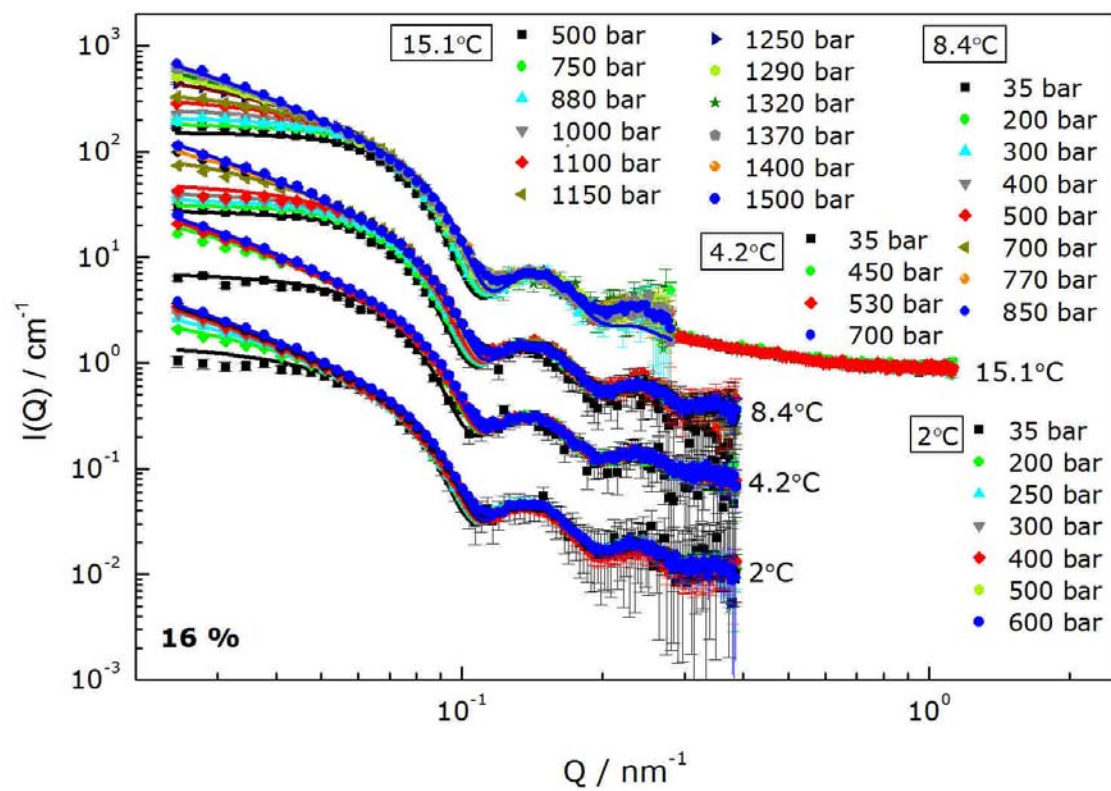 15.1°C
500 bar
750 bar
880 bar
1000 bar
1100 bar
1150 bar
1250 bar
1290 bar
1320 bar
1370 bar
1400 bar
1500 bar
8.4°C
35 bar
200 bar
300 bar
400 bar
500 bar
700 bar
770 bar
850 bar
4.2°C
35 bar
450 bar
530 bar
700 bar
2°C
35 bar
200 bar
250 bar
300 bar
400 bar
500 bar
600 bar
15.1°C
8.4°C
4.2°C
2°C
16 %
10³
10²
10¹
10⁰
10⁻¹
10⁻²
10⁻³
I(Q) / cm⁻¹
10⁻¹
10⁰
Q / nm⁻¹